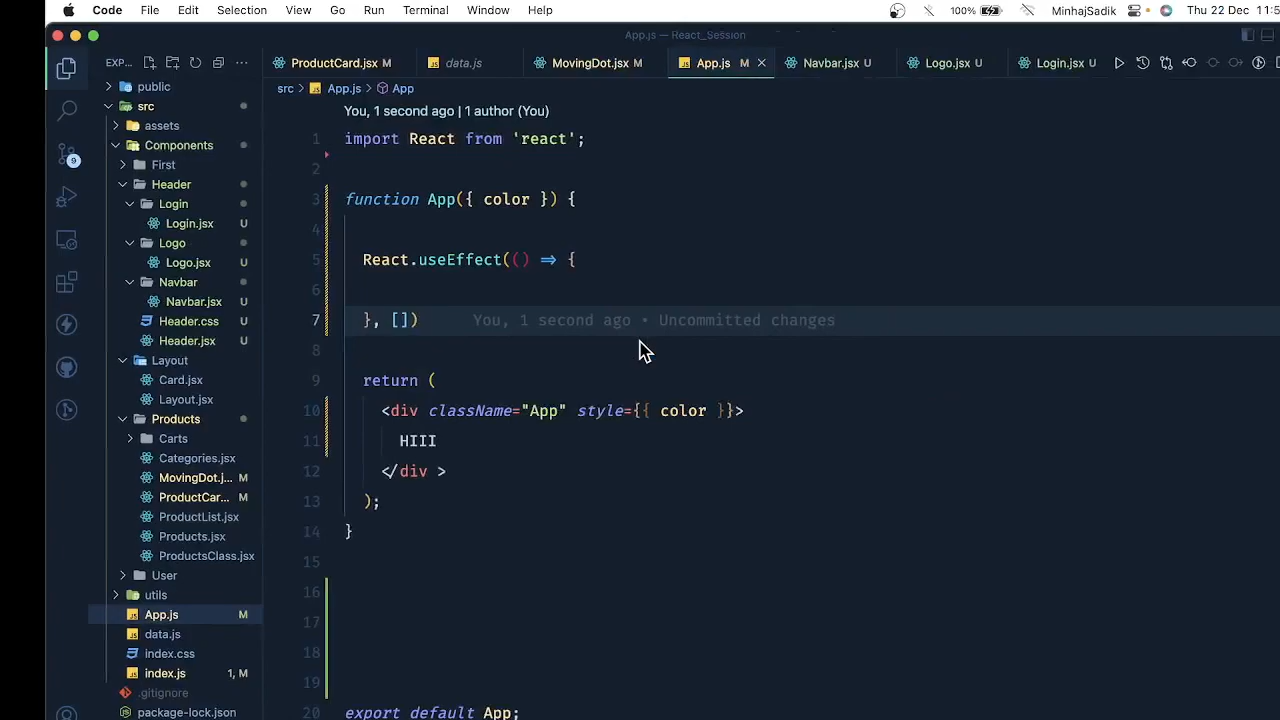 Code File Edit Selection View Go Run Terminal Window Help 100% MinhajSadik Thu 22 Dec 11:5
App.js — React_Session
EXP... ProductCard.jsx M data.js MovingDot.jsx M App.js M Navbar.jsx U Logo.jsx U Login.jsx U
public
src
assets
Components
First
Header
Login
Login.jsx U
Logo
Logo.jsx U
Navbar
Navbar.jsx U
Header.css U
Header.jsx U
Layout
Card.jsx
Layout.jsx
Products
Carts
Categories.jsx
MovingDot.j... M
ProductCar... M
ProductList.jsx
Products.jsx
ProductsClass.jsx
User
utils
App.js M
data.js
index.css
index.js 1, M
.gitignore
package-lock.json
9
src > App.js > App
You, 1 second ago | 1 author (You)
1 import React from 'react';
2
3 function App({ color }) {
4
5 React.useEffect(() => {
6
7 }, []) You, 1 second ago • Uncommitted changes
8
9 return (
10 <div className="App" style={{ color }}>
11 HIII
12 </div >
13 );
14 }
15
16
17
18
19
20 export default App;